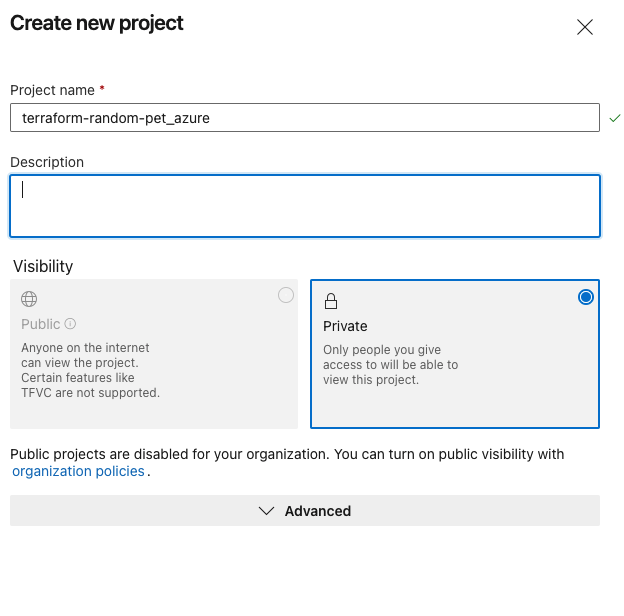 Create new project
Project name *
terraform-random-pet_azure
Description
Visibility
Public
Anyone on the internet
can view the project.
Certain features like
TFVC are not supported.
Private
Only people you give
access to will be able to
view this project.
Public projects are disabled for your organization. You can turn on public visibility with
organization policies.
Advanced